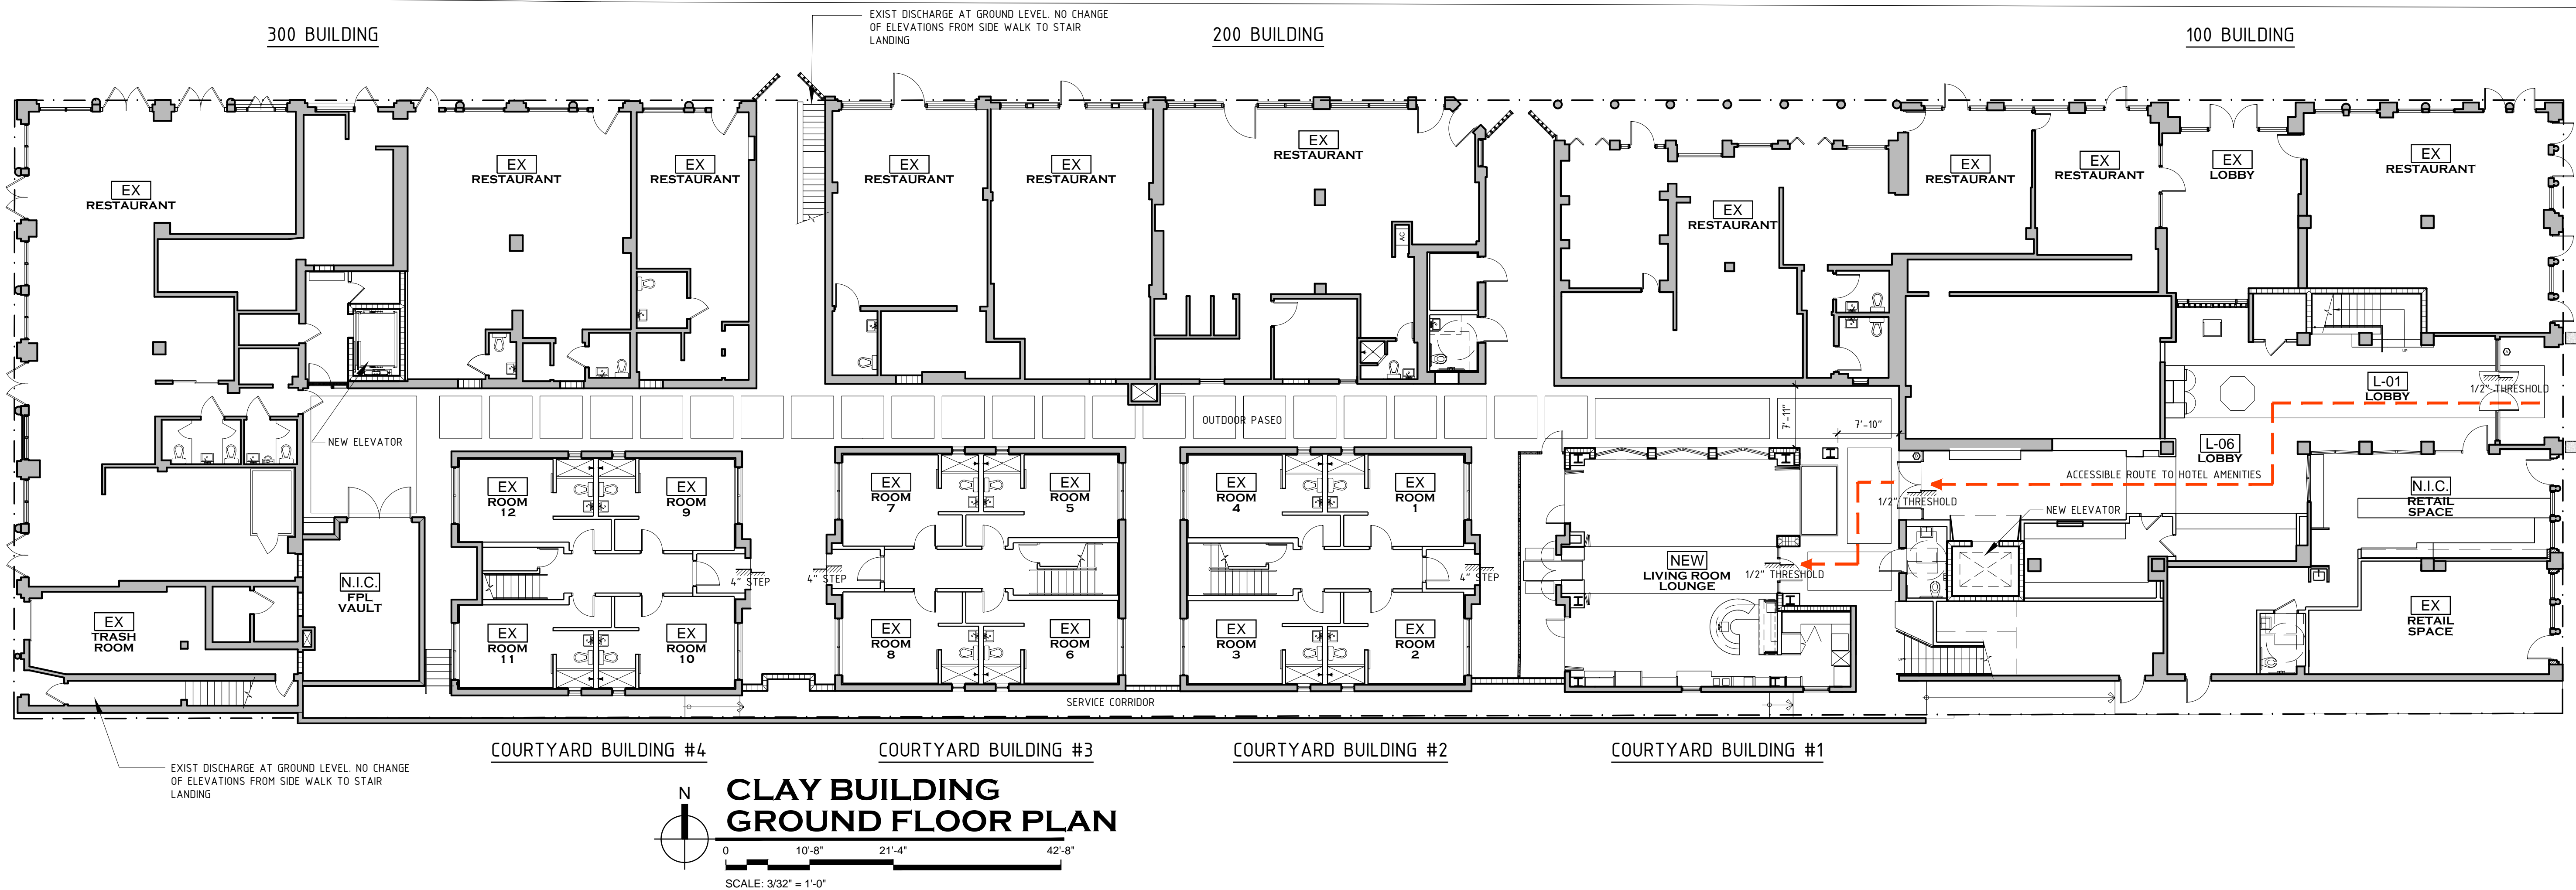 EXIST DISCHARGE AT GROUND LEVEL. NO CHANGE
OF ELEVATIONS FROM SIDE WALK TO STAIR
LANDING
300 BUILDING
200 BUILDING
100 BUILDING
EX
RESTAURANT
EX
RESTAURANT
EX
RESTAURANT
EX
RESTAURANT
EX
RESTAURANT
EX
RESTAURANT
EX
RESTAURANT
EX
RESTAURANT
EX
RESTAURANT
EX
LOBBY
EX
RESTAURANT
AC
UP
L-01
LOBBY
1/2" THRESHOLD
OUTDOOR PASEO
7'-11"
7'-10"
NEW ELEVATOR
L-06
LOBBY
ACCESSIBLE ROUTE TO HOTEL AMENITIES
1/2" THRESHOLD
NEW ELEVATOR
N.I.C.
RETAIL
SPACE
EX
ROOM
12
EX
ROOM
9
EX
ROOM
7
EX
ROOM
5
EX
ROOM
4
EX
ROOM
1
4" STEP
4" STEP
4" STEP
NEW
LIVING ROOM
LOUNGE
1/2" THRESHOLD
N.I.C.
FPL
VAULT
EX
TRASH
ROOM
EX
ROOM
11
EX
ROOM
10
EX
ROOM
8
EX
ROOM
6
EX
ROOM
3
EX
ROOM
2
EX
RETAIL
SPACE
SERVICE CORRIDOR
COURTYARD BUILDING #4
COURTYARD BUILDING #3
COURTYARD BUILDING #2
COURTYARD BUILDING #1
EXIST DISCHARGE AT GROUND LEVEL. NO CHANGE
OF ELEVATIONS FROM SIDE WALK TO STAIR
LANDING
N
CLAY BUILDING
GROUND FLOOR PLAN
0 10'-8" 21'-4" 42'-8"
SCALE: 3/32" = 1'-0"